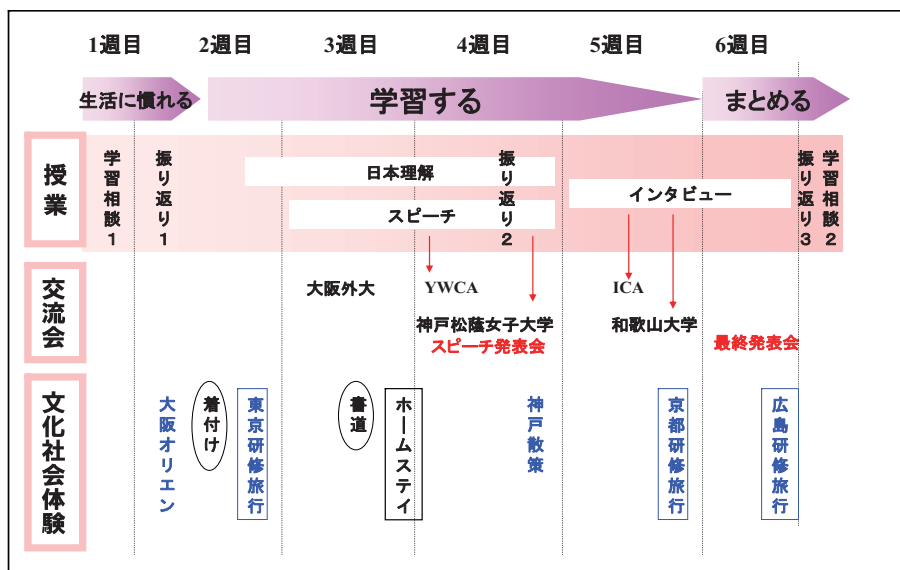 1週目 2週目 3週目 4週目 5週目 6週目
生活に慣れる 学習する まとめる
授業
学習相談1
振り返り1
日本理解
スピーチ
振り返り2
インタビュー
振り返り3
学習相談2
交流会
大阪外大
YWCA
神戸松蔭女子大学
スピーチ発表会
ICA
和歌山大学
最終発表会
文化社会体験
大阪オリエン
着付け
東京研修旅行
書道
ホームステイ
神戸散策
京都研修旅行
広島研修旅行